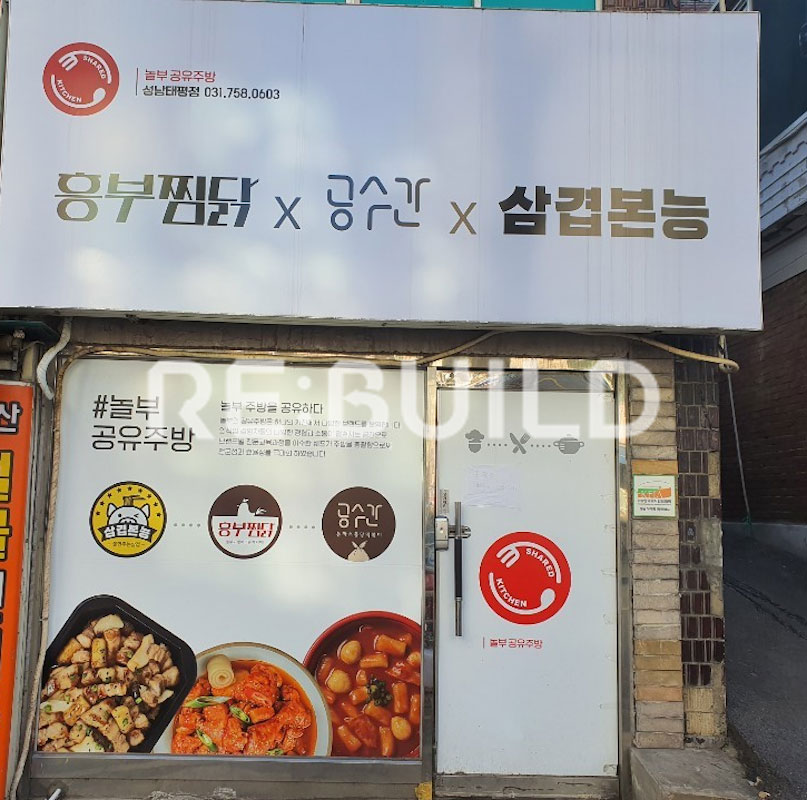 SHARED
KITCHEN
놀부 공유주방
성남태평점 031.758.0603
흥부찜닭 x 공수간 x 삼겹본능
RE:BUILD
#놀부
공유주방
놀부 주방을 공유하다
삼겹본능
흥부찜닭
공수간
SHARED
KITCHEN
놀부 공유주방
산